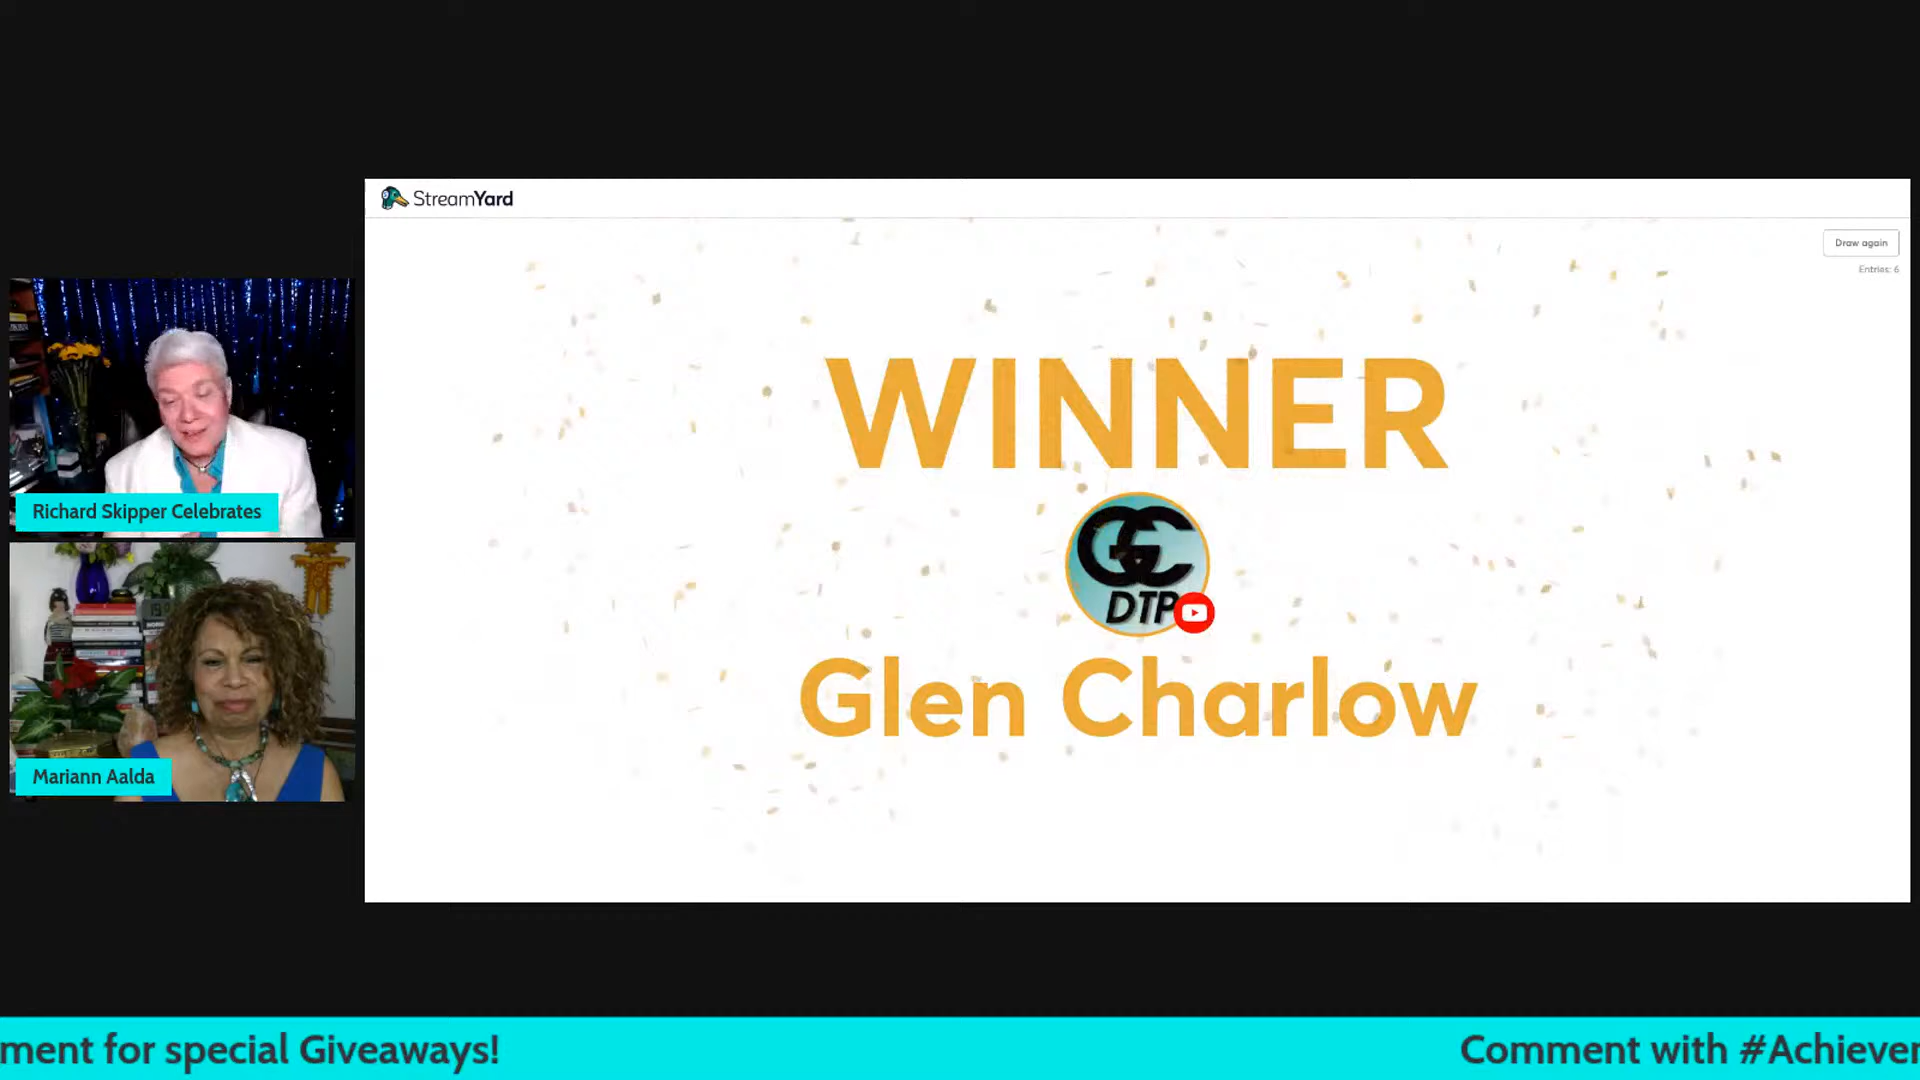 StreamYard
Draw again
Entries: 6
WINNER
GC
DTP
Glen Charlow
Richard Skipper Celebrates
Mariann Aalda
ment for special Giveaways!
Comment with #Achiever